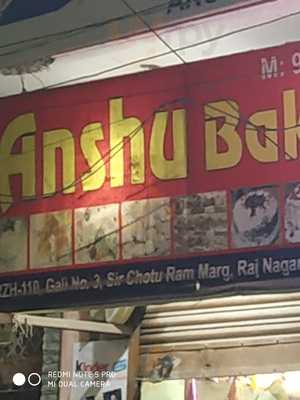 M: 9
Anshu Bak
RZH-110, Gali No. 3, Sir Chotu Ram Marg, Raj Nagar
REDMI NOTE 5 PRO
MI DUAL CAMERA